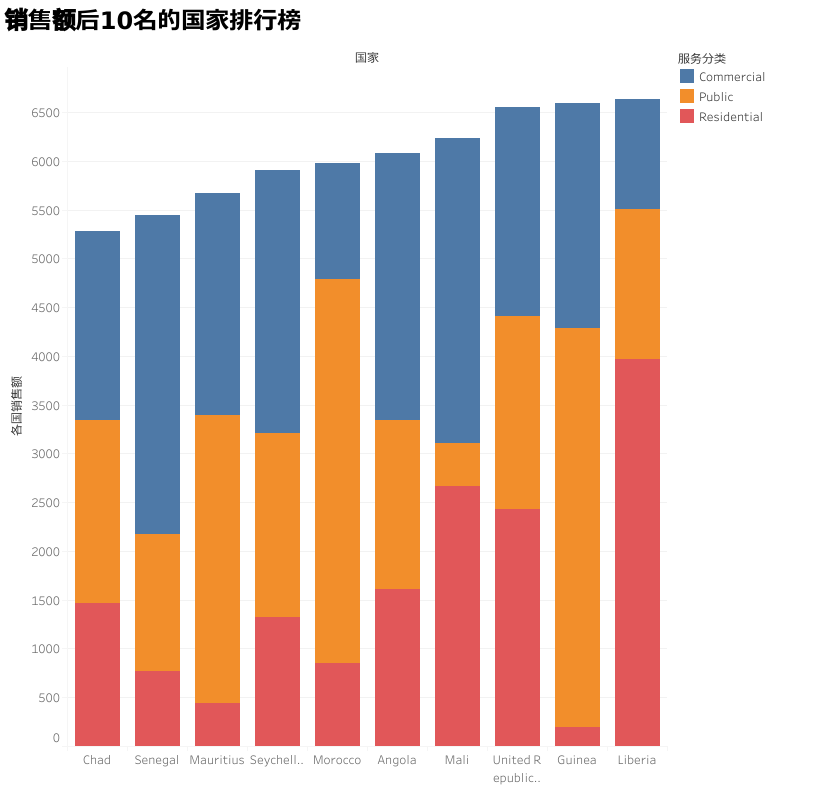 销售额后10名的国家排行榜
国家
服务分类
Commercial
Public
Residential
各国销售额
6500
6000
5500
5000
4500
4000
3500
3000
2500
2000
1500
1000
500
0
Chad Senegal Mauritius Seychell.. Morocco Angola Mali United R Guinea Liberia
epublic..